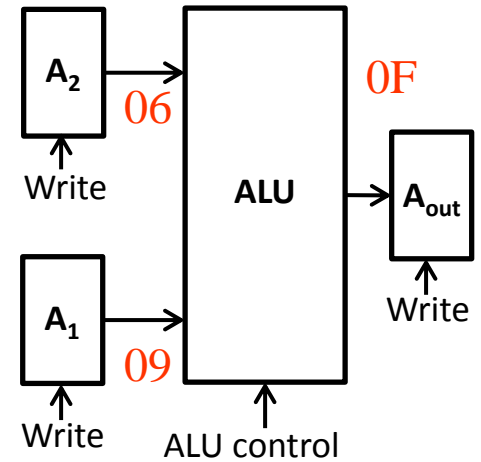 A2
06
Write
ALU
0F
Aout
Write
A1
09
Write
ALU control